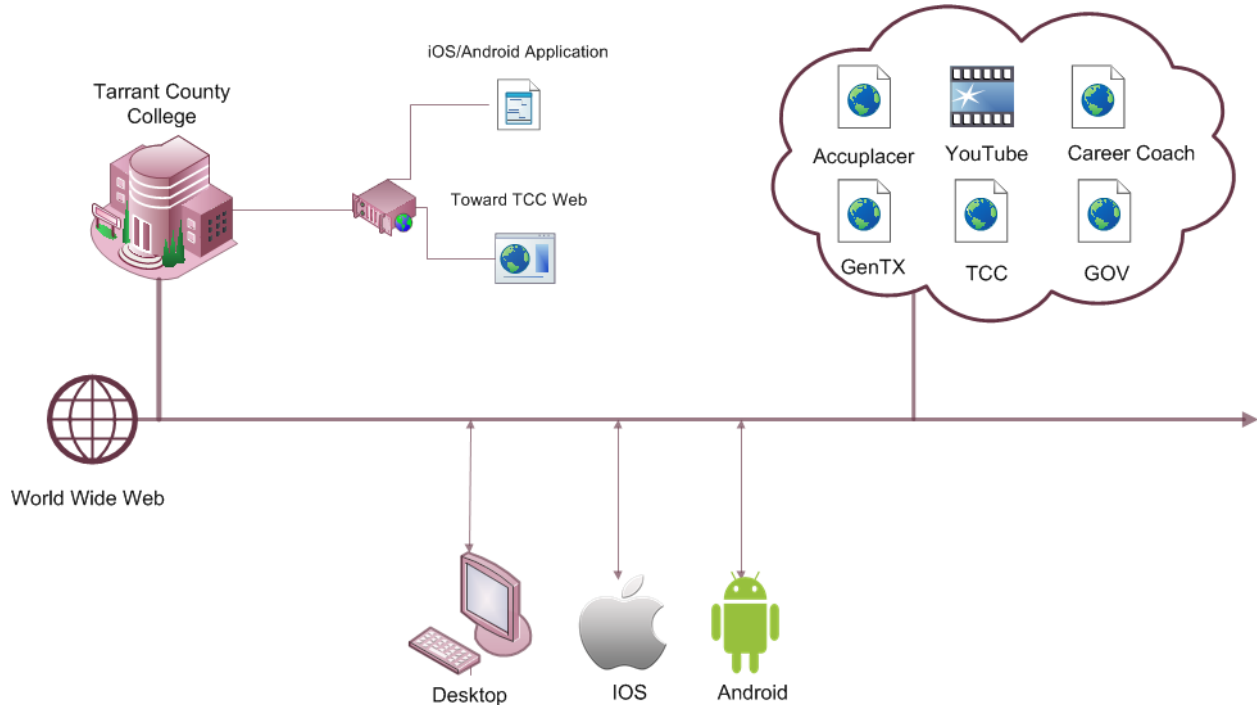 iOS/Android Application
Tarrant County
College
Toward TCC Web
Accuplacer
YouTube
Career Coach
GenTX
TCC
GOV
World Wide Web
Desktop
IOS
Android